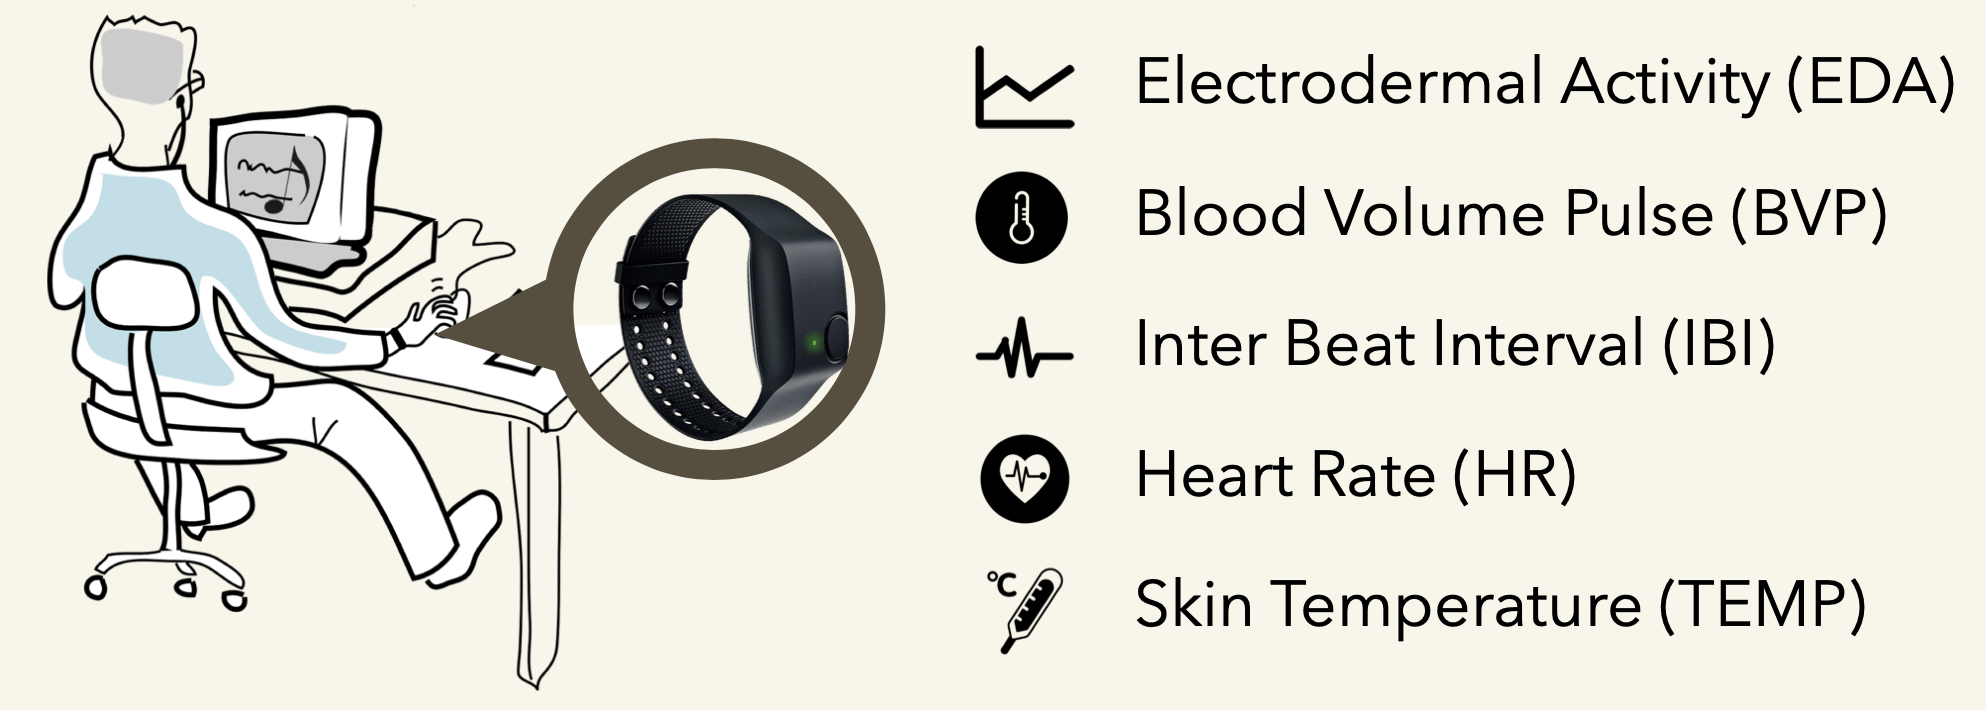 Electrodermal Activity (EDA)
Blood Volume Pulse (BVP)
Inter Beat Interval (IBI)
Heart Rate (HR)
°C
Skin Temperature (TEMP)